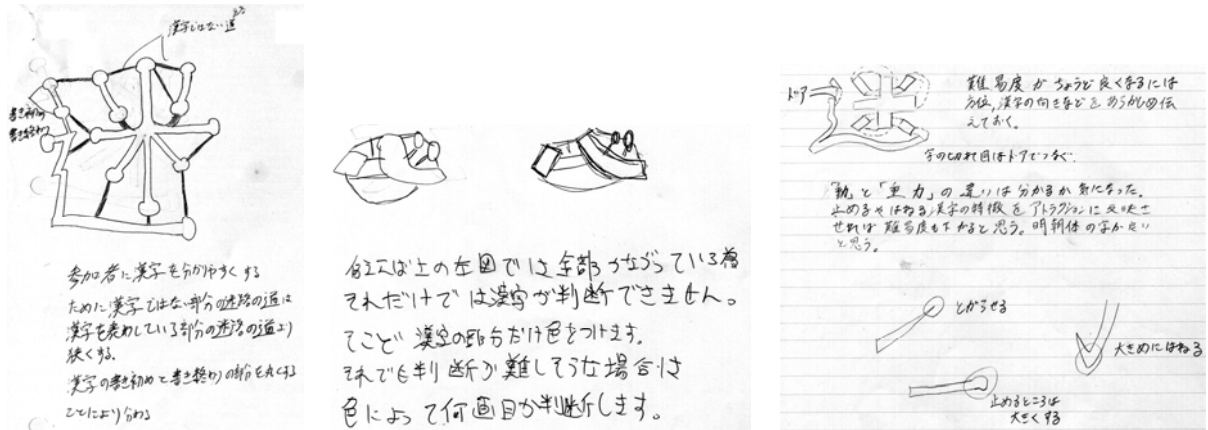 漢字ではない道
書き初め
書き終わり
参加者に漢字を分かりやすくする
ために漢字ではない部分の迷路の道は
漢字を表めしている部分の迷路の道より
狭くする。
漢字の書き初めと書き終わりの部分を丸くする
ことにより分わる
例えば上の左図では全部つながっている為
それだけでは漢字が判断できません。
てこど 漢字の部分だけ色をつけます。
それでも判断が難しそうな場合は
色によって何画目か判断します。
ドア
難易度がちょうど良くなるには
方位,漢字の向きなどをあらかじめ伝
えておく。
字の切れ目はドアでつなぐ.
「動」と「重力」の違いは分かるか気になった.
止めるやはねる漢字の特徴をアトラクションに反映さ
せれば難易度も下がると思う。明朝体の字がいい
と思う。
とがらせる
大きめにはねる
止めるところは
大きくする